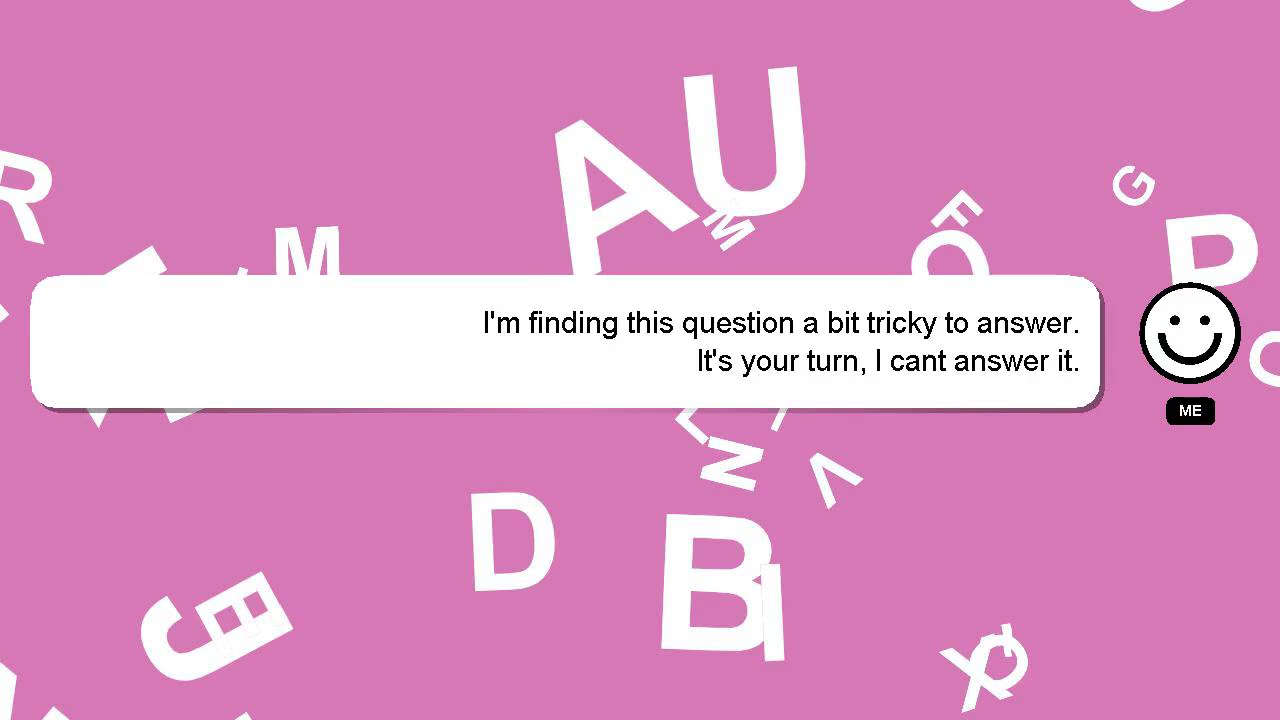 I'm finding this question a bit tricky to answer.
It's your turn, I cant answer it.
ME